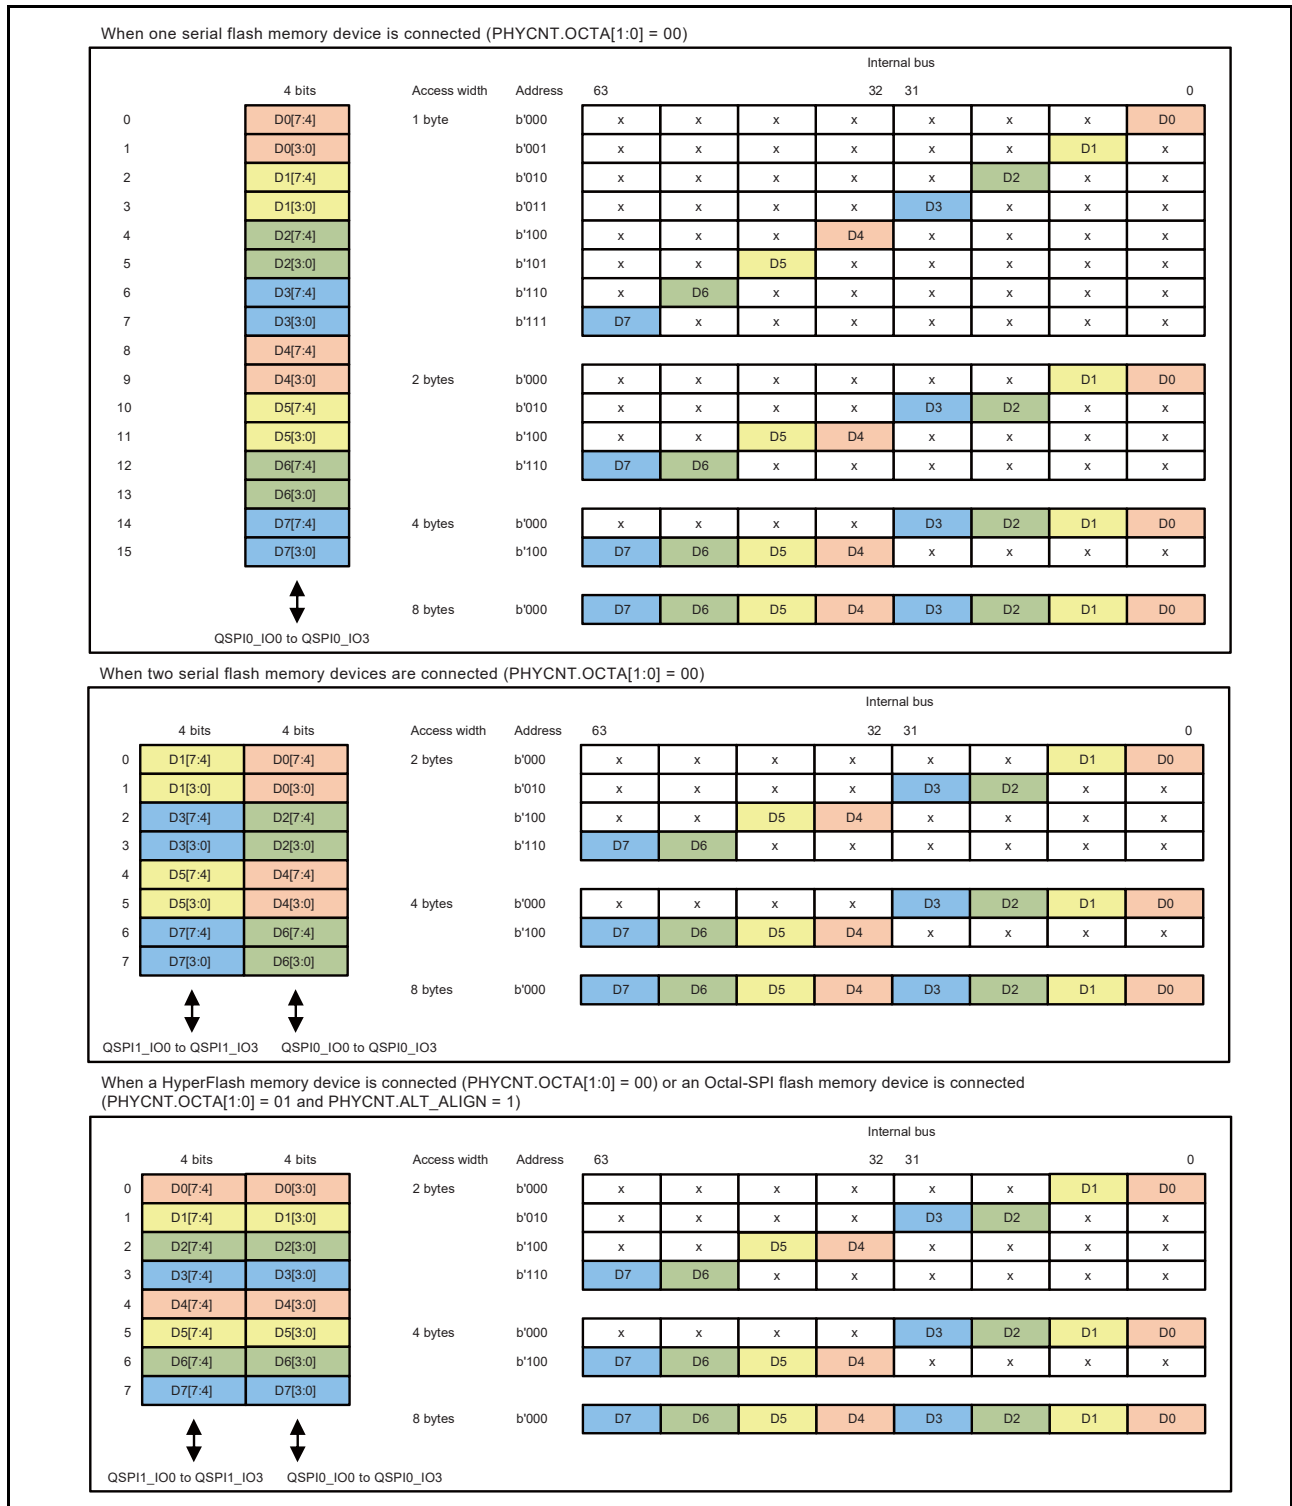 When one serial flash memory device is connected (PHYCNT.OCTA[1:0] = 00)
Internal bus
4 bits Access width Address 63 32 31 0
0 D0[7:4] 1 byte b'000 x x x x x x x D0
1 D0[3:0] b'001 x x x x x x D1 x
2 D1[7:4] b'010 x x x x x D2 x x
3 D1[3:0] b'011 x x x x D3 x x x
4 D2[7:4] b'100 x x x D4 x x x x
5 D2[3:0] b'101 x x D5 x x x x x
6 D3[7:4] b'110 x D6 x x x x x x
7 D3[3:0] b'111 D7 x x x x x x x
8 D4[7:4]
9 D4[3:0] 2 bytes b'000 x x x x x x D1 D0
10 D5[7:4] b'010 x x x x D3 D2 x x
11 D5[3:0] b'100 x x D5 D4 x x x x
12 D6[7:4] b'110 D7 D6 x x x x x x
13 D6[3:0]
14 D7[7:4] 4 bytes b'000 x x x x D3 D2 D1 D0
15 D7[3:0] b'100 D7 D6 D5 D4 x x x x
8 bytes b'000 D7 D6 D5 D4 D3 D2 D1 D0
QSPI0_IO0 to QSPI0_IO3
When two serial flash memory devices are connected (PHYCNT.OCTA[1:0] = 00)
Internal bus
4 bits 4 bits Access width Address 63 32 31 0
0 D1[7:4] D0[7:4] 2 bytes b'000 x x x x x x D1 D0
1 D1[3:0] D0[3:0] b'010 x x x x D3 D2 x x
2 D3[7:4] D2[7:4] b'100 x x D5 D4 x x x x
3 D3[3:0] D2[3:0] b'110 D7 D6 x x x x x x
4 D5[7:4] D4[7:4]
5 D5[3:0] D4[3:0] 4 bytes b'000 x x x x D3 D2 D1 D0
6 D7[7:4] D6[7:4] b'100 D7 D6 D5 D4 x x x x
7 D7[3:0] D6[3:0]
8 bytes b'000 D7 D6 D5 D4 D3 D2 D1 D0
QSPI1_IO0 to QSPI1_IO3 QSPI0_IO0 to QSPI0_IO3
When a HyperFlash memory device is connected (PHYCNT.OCTA[1:0] = 00) or an Octal-SPI flash memory device is connected
(PHYCNT.OCTA[1:0] = 01 and PHYCNT.ALT_ALIGN = 1)
Internal bus
4 bits 4 bits Access width Address 63 32 31 0
0 D0[7:4] D0[3:0] 2 bytes b'000 x x x x x x D1 D0
1 D1[7:4] D1[3:0] b'010 x x x x D3 D2 x x
2 D2[7:4] D2[3:0] b'100 x x D5 D4 x x x x
3 D3[7:4] D3[3:0] b'110 D7 D6 x x x x x x
4 D4[7:4] D4[3:0]
5 D5[7:4] D5[3:0] 4 bytes b'000 x x x x D3 D2 D1 D0
6 D6[7:4] D6[3:0] b'100 D7 D6 D5 D4 x x x x
7 D7[7:4] D7[3:0]
8 bytes b'000 D7 D6 D5 D4 D3 D2 D1 D0
QSPI1_IO0 to QSPI1_IO3 QSPI0_IO0 to QSPI0_IO3